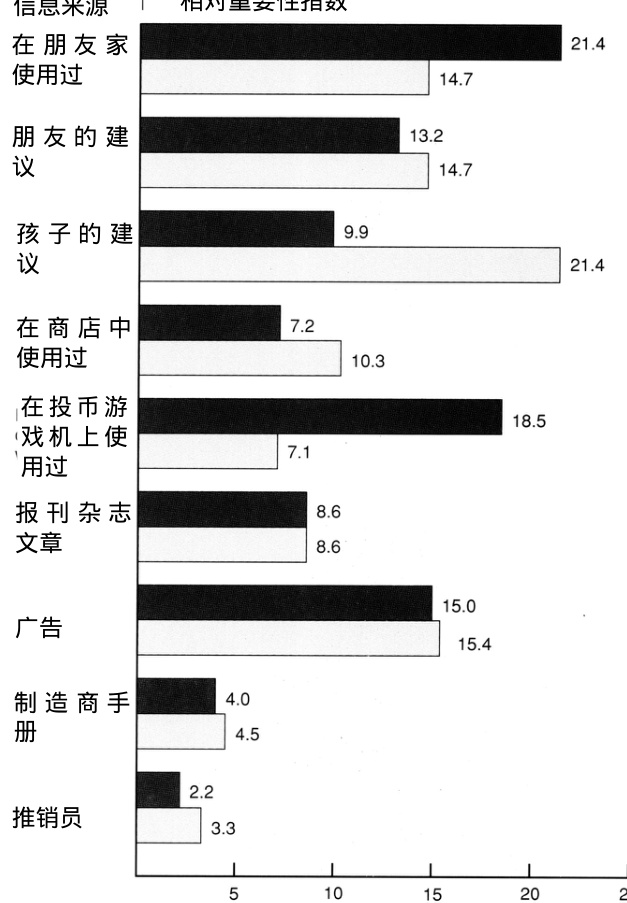 信息来源 相对重要性指数
在朋友家
使用过
21.4
14.7
朋友的建
议
13.2
14.7
孩子的建
议
9.9
21.4
在商店中
使用过
7.2
10.3
在投币游
戏机上使
用过
18.5
7.1
报刊杂志
文章
8.6
8.6
广告
15.0
15.4
制造商手
册
4.0
4.5
推销员
2.2
3.3
5 10 15 20